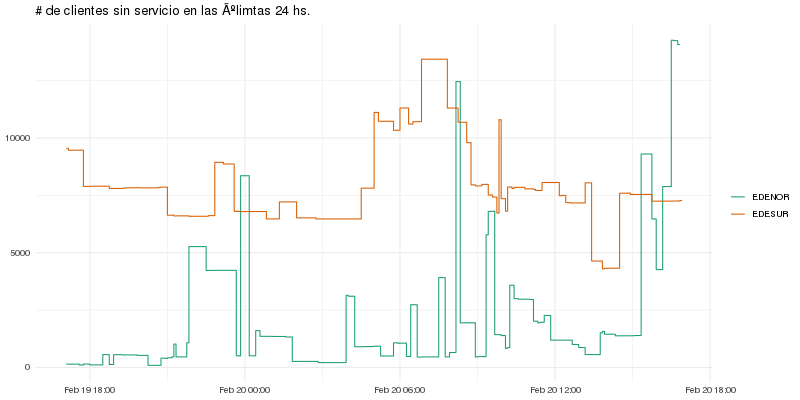 # de clientes sin servicio en las Ãºlimtas 24 hs.
10000
5000
0
Feb 19 18:00
Feb 20 00:00
Feb 20 06:00
Feb 20 12:00
Feb 20 18:00
EDENOR
EDESUR